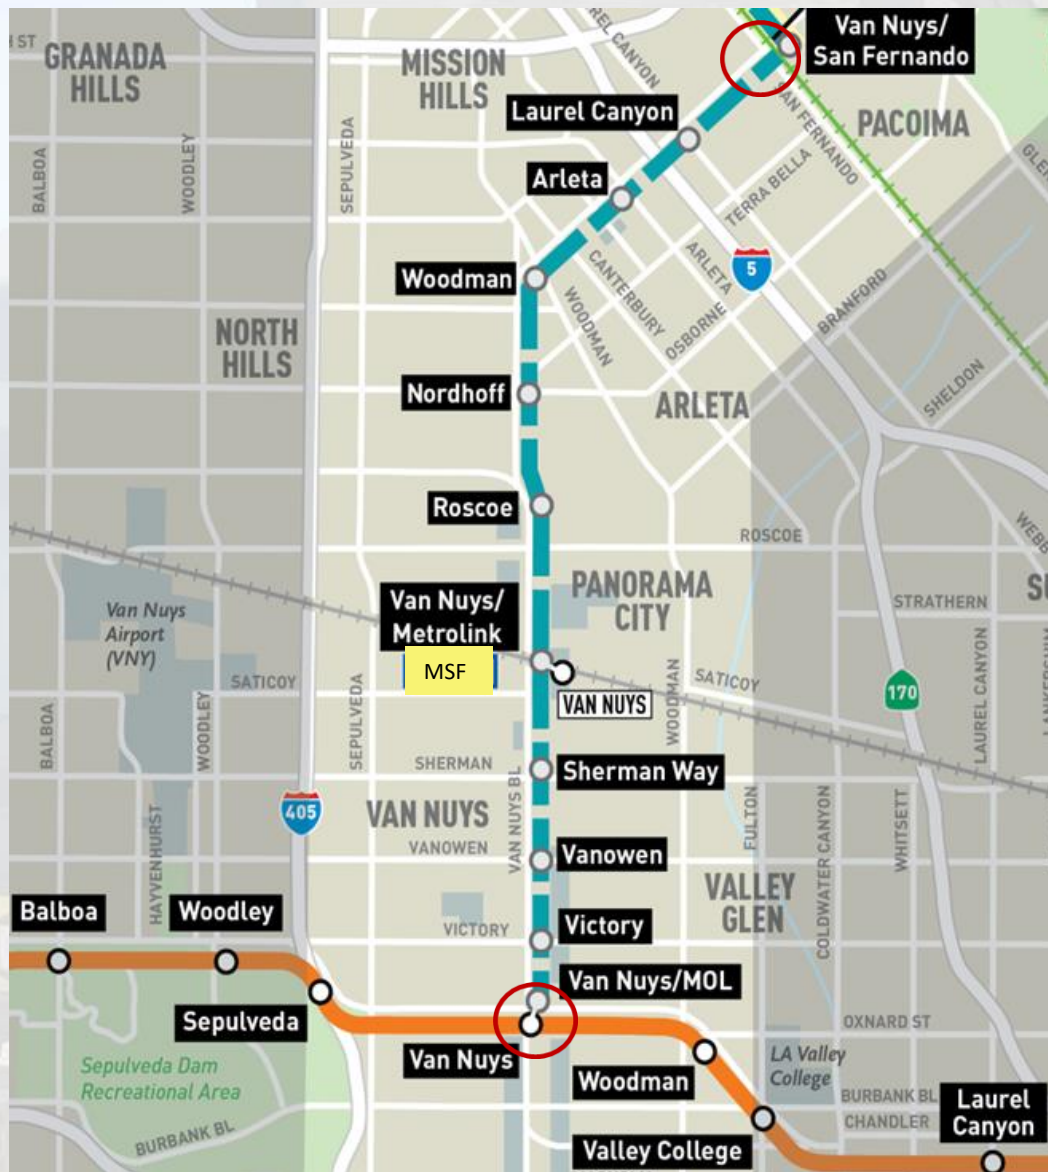 Van Nuys/
San Fernando
GRANADA
HILLS
MISSION
HILLS
LAUREL CANYON
Laurel Canyon
SAN FERNANDO
PACOIMA
BALBOA
WOODLEY
SEPULVEDA
Arleta
TERRA BELLA
Woodman
CANTERBURY
ARLETA
5
WOODMAN
OSBORNE
BRANFORD
NORTH
HILLS
Nordhoff
ARLETA
SHELDON
Roscoe
ROSCOE
Van Nuys/
Metrolink
PANORAMA
CITY
STRATHERN
Van Nuys
Airport
(VNY)
MSF
SATICOY
VAN NUYS
SATICOY
170
BALBOA
WOODLEY
SEPULVEDA
WOODMAN
LAUREL CANYON
LANKERSHIM
SHERMAN
Sherman Way
405
VAN NUYS
VAN NUYS BL
FULTON
COLDWATER CANYON
WHITSETT
VANOWEN
Vanowen
HAYVENHURST
VALLEY
GLEN
Balboa
Woodley
VICTORY
Victory
Van Nuys/MOL
Sepulveda
OXNARD ST
Van Nuys
Woodman
LA Valley
College
Sepulveda Dam
Recreational Area
BURBANK BL
BURBANK BL
CHANDLER
Valley College
Laurel
Canyon